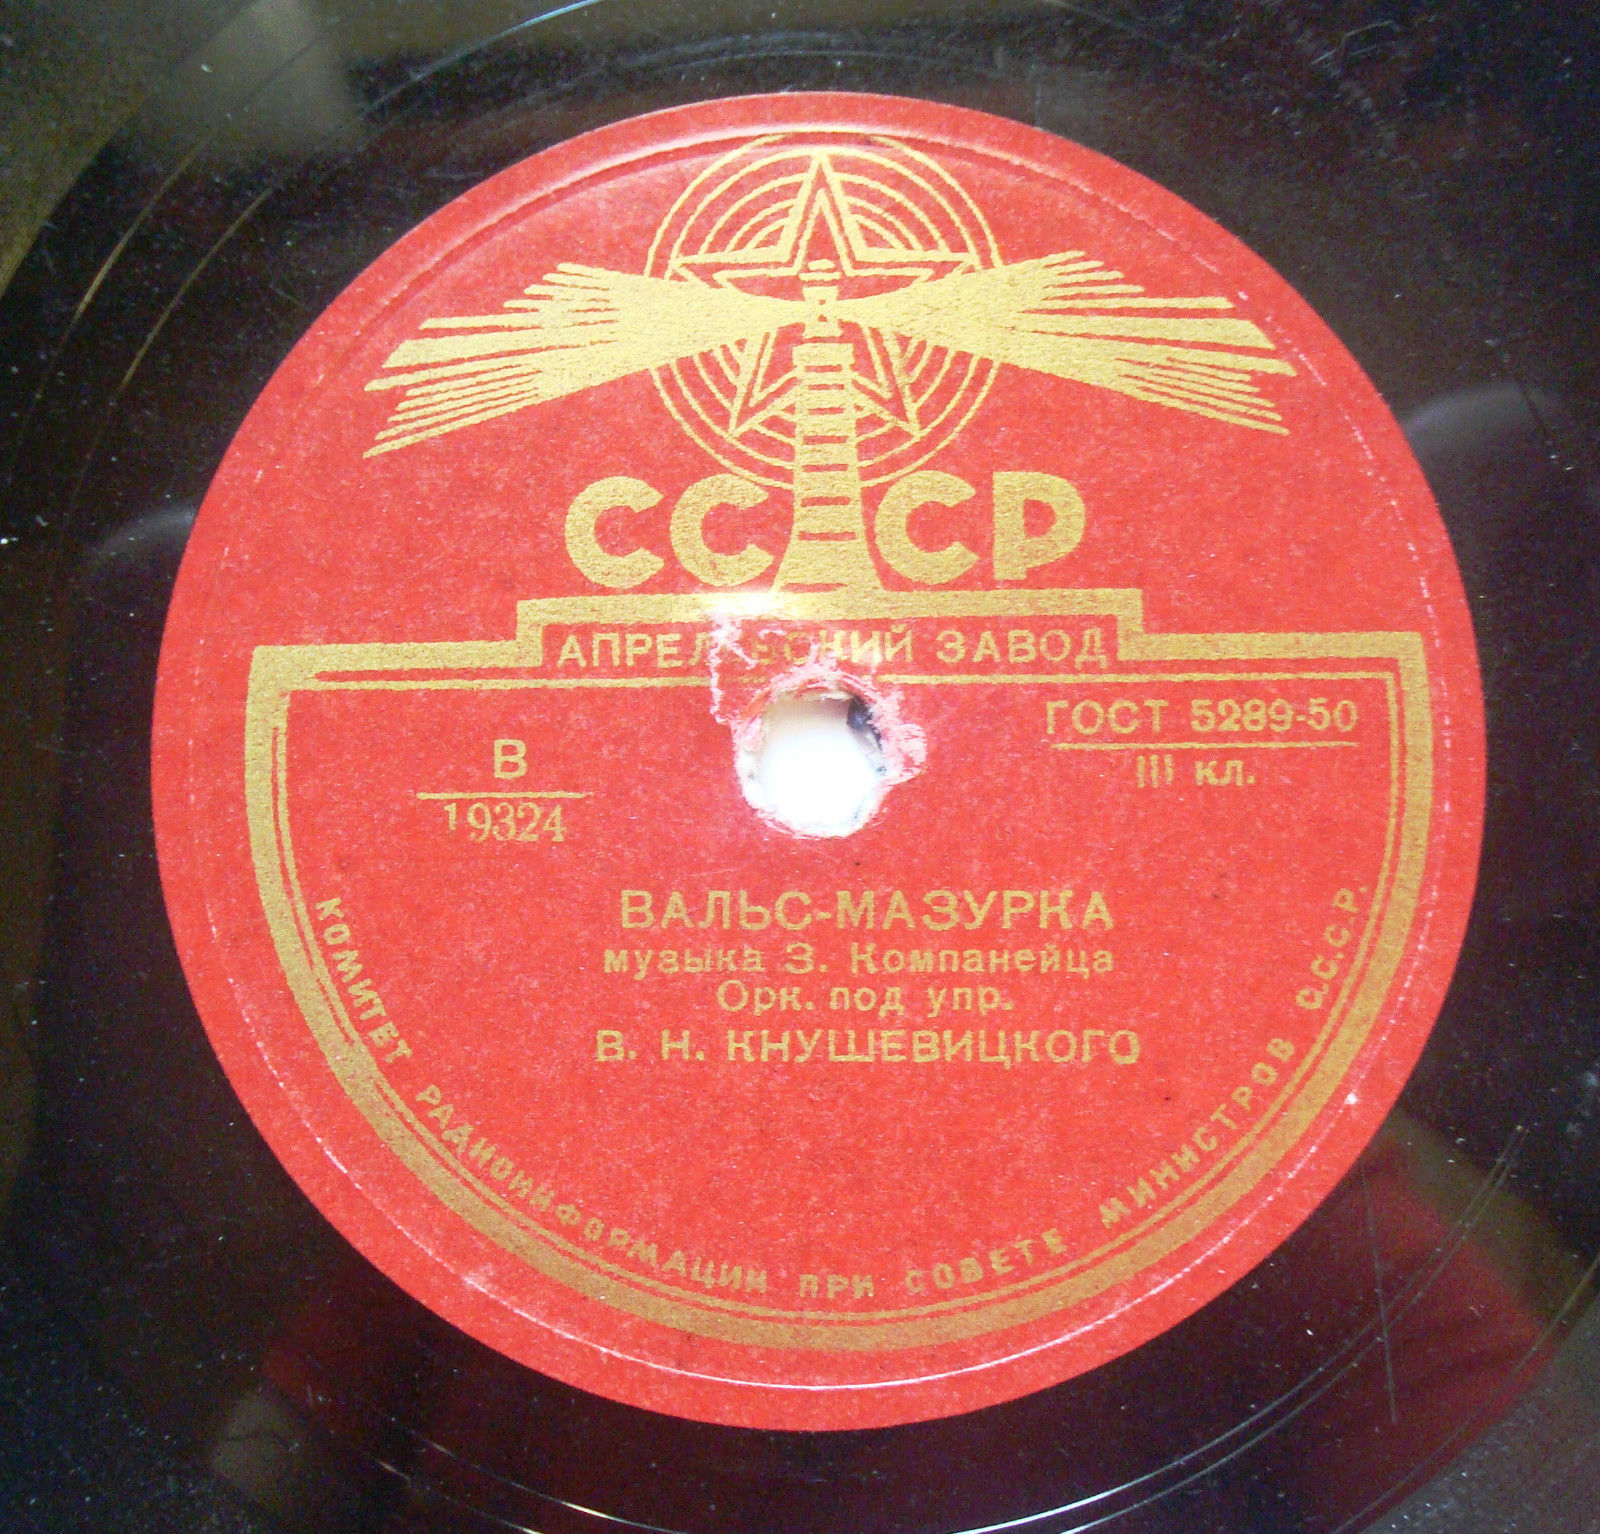 СССР
АПРЕЛЕВСКИЙ ЗАВОД
ГОСТ 5289-50
III кл.
В
19324
ВАЛЬС-МАЗУРКА
музыка З. Компанейца
Орк. под упр.
В. Н. КНУШЕВИЦКОГО
КОМИТЕТ РАДИОИНФОРМАЦИИ ПРИ СОВЕТЕ МИНИСТРОВ С.С.С.Р.